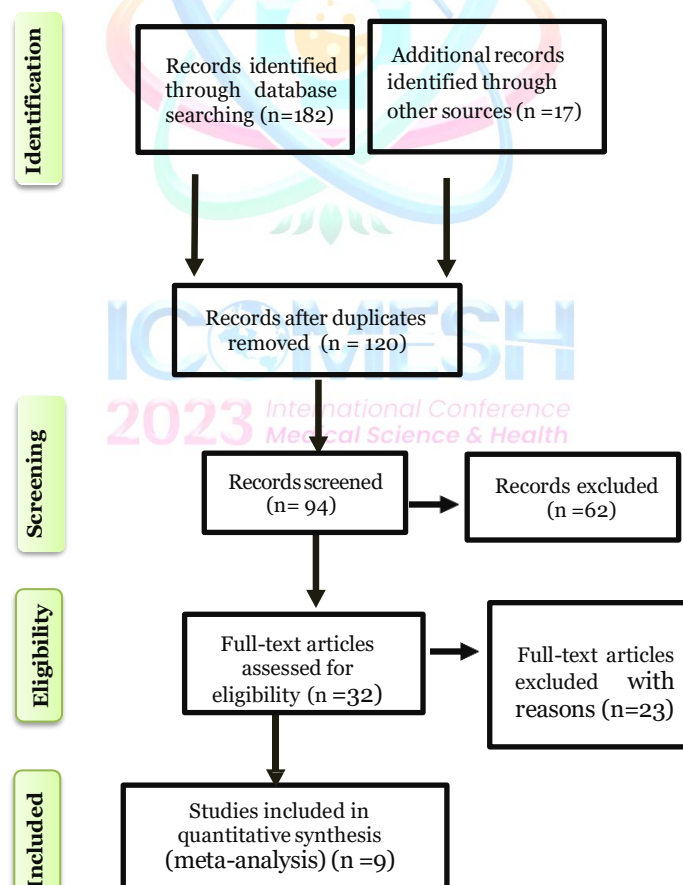 Identification
Records identified
through database
searching (n=182)
Additional records
identified through
other sources (n =17)
Records after duplicates
removed (n = 120)
ICOMESH
2023 International Conference
Medical Science & Health
Screening
Records screened
(n= 94)
Records excluded
(n =62)
Eligibility
Full-text articles
assessed for
eligibility (n =32)
Full-text articles
excluded with
reasons (n=23)
Included
Studies included in
quantitative synthesis
(meta-analysis) (n =9)